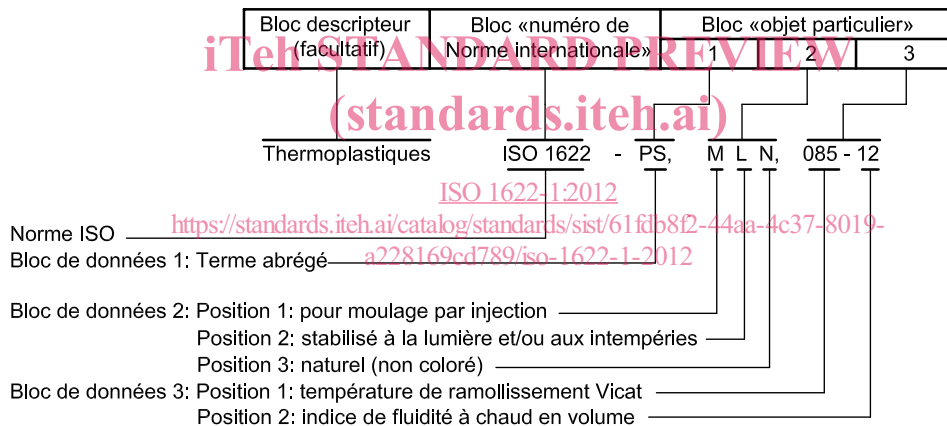 Bloc descripteur (facultatif)
Bloc «numéro de Norme internationale»
Bloc «objet particulier»
1 2 3
iTeh STANDARD PREVIEW
(standards.iteh.ai)
Thermoplastiques ISO 1622 - PS, M L N, 085 - 12
ISO 1622-1:2012
https://standards.iteh.ai/catalog/standards/sist/61fdb8f2-44aa-4c37-8019-
a228169cd789/iso-1622-1-2012
Norme ISO
Bloc de données 1: Terme abrégé
Bloc de données 2: Position 1: pour moulage par injection
Position 2: stabilisé à la lumière et/ou aux intempéries
Position 3: naturel (non coloré)
Bloc de données 3: Position 1: température de ramollissement Vicat
Position 2: indice de fluidité à chaud en volume